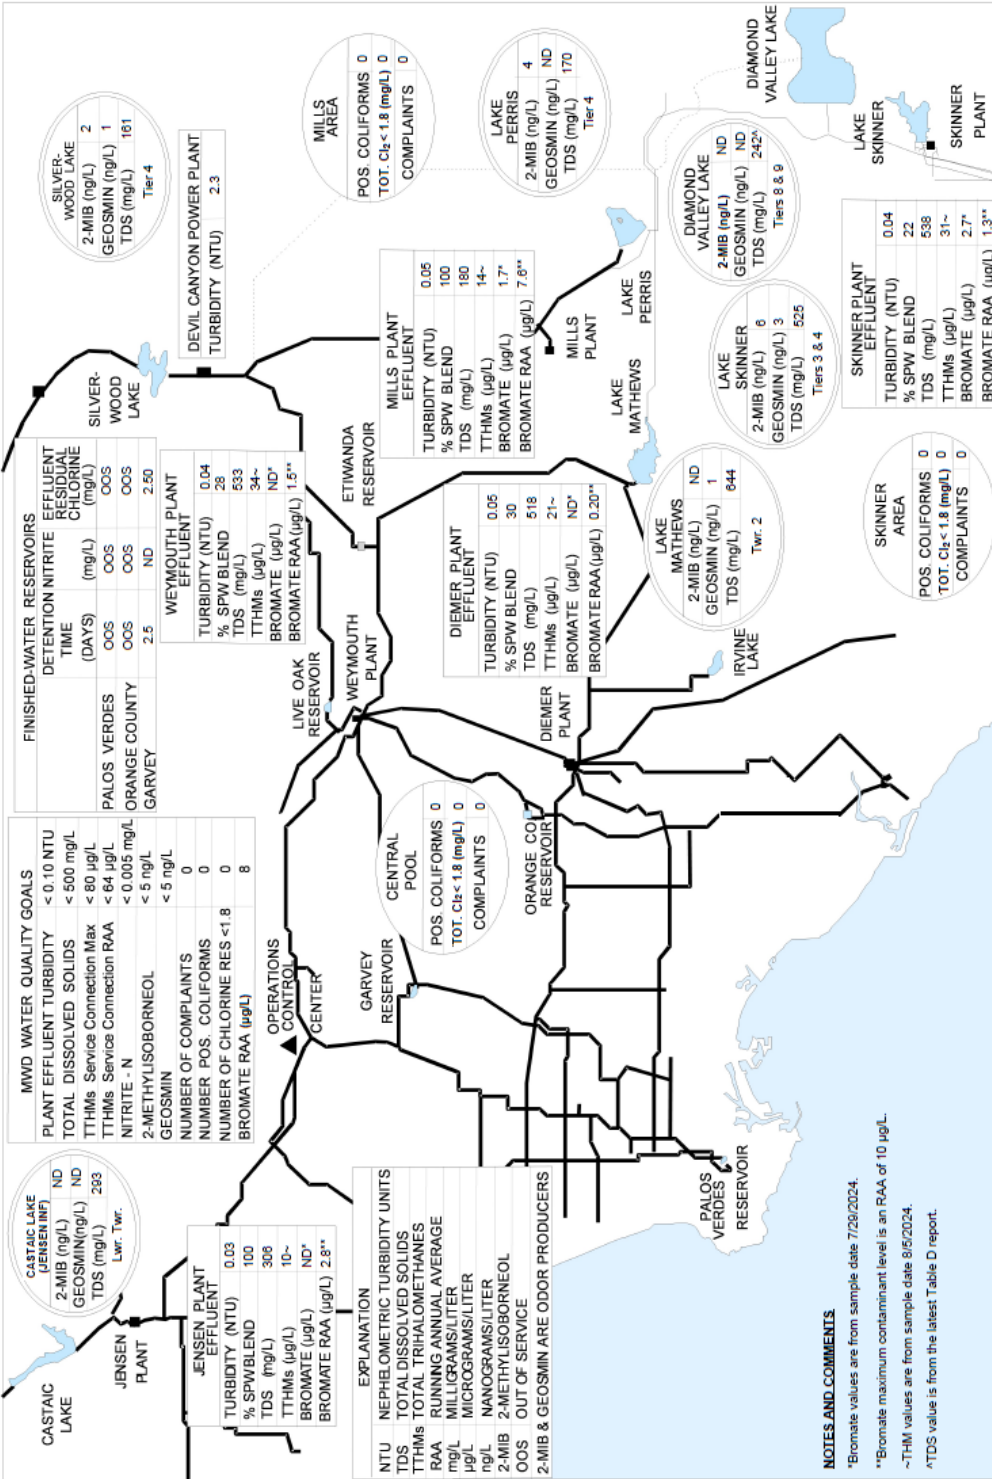 CASTAIC LAKE
(JENSEN INF)
2-MIB (ng/L) ND
GEOSMIN(ng/L) ND
TDS (mg/L) 293
Lwr. Twr.
CASTAIC
LAKE
JENSEN
PLANT
JENSEN PLANT
EFFLUENT
TURBIDITY (NTU) 0.03
% SPW BLEND 100
TDS (mg/L) 306
TTHMs (µg/L) 10~
BROMATE (µg/L) ND*
BROMATE RAA (µg/L) 2.8**
EXPLANATION
NTU NEPHELOMETRIC TURBIDITY UNITS
TDS TOTAL DISSOLVED SOLIDS
TTHMs TOTAL TRIHALOMETHANES
RAA RUNNING ANNUAL AVERAGE
mg/L MILLIGRAMS/LITER
µg/L MICROGRAMS/LITER
ng/L NANOGRAMS/LITER
2-MIB 2-METHYLISOBORNEOL
OOS OUT OF SERVICE
2-MIB & GEOSMIN ARE ODOR PRODUCERS
NOTES AND COMMENTS
*Bromate values are from sample date 7/29/2024.
**Bromate maximum contaminant level is an RAA of 10 µg/L.
~THM values are from sample date 8/5/2024.
^TDS value is from the latest Table D report.
MWD WATER QUALITY GOALS
PLANT EFFLUENT TURBIDITY < 0.10 NTU
TOTAL DISSOLVED SOLIDS < 500 mg/L
TTHMs Service Connection Max < 80 µg/L
TTHMs Service Connection RAA < 64 µg/L
NITRITE - N < 0.005 mg/L
2-METHYLISOBORNEOL < 5 ng/L
GEOSMIN < 5 ng/L
NUMBER OF COMPLAINTS 0
NUMBER POS. COLIFORMS 0
NUMBER OF CHLORINE RES <1.8 0
BROMATE RAA (µg/L) 8
OPERATIONS
CONTROL
CENTER
GARVEY
RESERVOIR
PALOS
VERDES
RESERVOIR
FINISHED-WATER RESERVOIRS
DETENTION TIME (DAYS) NITRITE (mg/L) EFFLUENT RESIDUAL CHLORINE (mg/L)
PALOS VERDES OOS OOS OOS
ORANGE COUNTY OOS OOS OOS
GARVEY 2.5 ND 2.50
WEYMOUTH PLANT
EFFLUENT
TURBIDITY (NTU) 0.04
% SPW BLEND 28
TDS (mg/L) 533
TTHMs (µg/L) 34~
BROMATE (µg/L) ND*
BROMATE RAA (µg/L) 1.5**
LIVE OAK
RESERVOIR
WEYMOUTH
PLANT
ETIWANDA
RESERVOIR
CENTRAL
POOL
POS. COLIFORMS 0
TOT. Cl₂ < 1.8 (mg/L) 0
COMPLAINTS 0
ORANGE CO
RESERVOIR
DIEMER
PLANT
DIEMER PLANT
EFFLUENT
TURBIDITY (NTU) 0.05
% SPW BLEND 30
TDS (mg/L) 518
TTHMs (µg/L) 21~
BROMATE (µg/L) ND*
BROMATE RAA (µg/L) 0.20**
IRVINE
LAKE
SILVER-
WOOD LAKE
2-MIB (ng/L) 2
GEOSMIN (ng/L) 1
TDS (mg/L) 161
Tier 4
SILVER-
WOOD
LAKE
DEVIL CANYON POWER PLANT
TURBIDITY (NTU) 2.3
MILLS
AREA
POS. COLIFORMS 0
TOT. Cl₂ < 1.8 (mg/L) 0
COMPLAINTS 0
MILLS PLANT
EFFLUENT
TURBIDITY (NTU) 0.05
% SPW BLEND 100
TDS (mg/L) 180
TTHMs (µg/L) 14~
BROMATE (µg/L) 1.7*
BROMATE RAA (µg/L) 7.6**
LAKE
PERRIS
2-MIB (ng/L) 4
GEOSMIN (ng/L) ND
TDS (mg/L) 170
Tier 4
MILLS
PLANT
LAKE
PERRIS
LAKE
MATHEWS
LAKE
MATHEWS
2-MIB (ng/L) ND
GEOSMIN (ng/L) 1
TDS (mg/L) 644
Twr. 2
DIAMOND
VALLEY LAKE
DIAMOND
VALLEY LAKE
2-MIB (ng/L) ND
GEOSMIN (ng/L) ND
TDS (mg/L) 242^
Tiers 8 & 9
LAKE
SKINNER
2-MIB (ng/L) 6
GEOSMIN (ng/L) 3
TDS (mg/L) 525
Tiers 3 & 4
LAKE
SKINNER
SKINNER
PLANT
SKINNER PLANT
EFFLUENT
TURBIDITY (NTU) 0.04
% SPW BLEND 22
TDS (mg/L) 538
TTHMs (µg/L) 31~
BROMATE (µg/L) 2.7*
BROMATE RAA (µg/L) 1.3**
SKINNER
AREA
POS. COLIFORMS 0
TOT. Cl₂ < 1.8 (mg/L) 0
COMPLAINTS 0